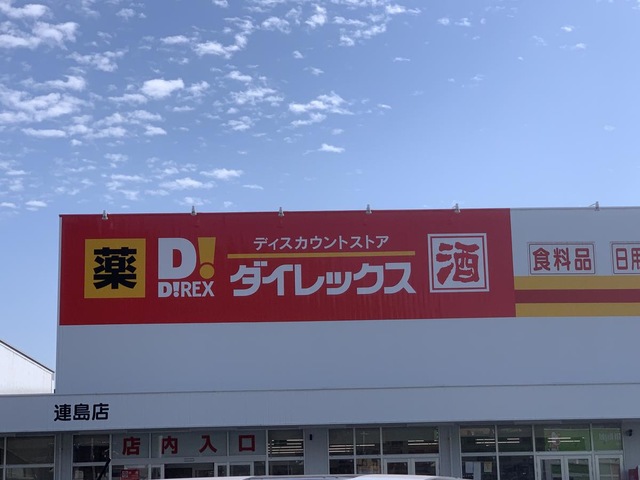 薬
D!
D!REX
ディスカウントストア
ダイレックス
酒
食料品
日用
連島店
店内入口